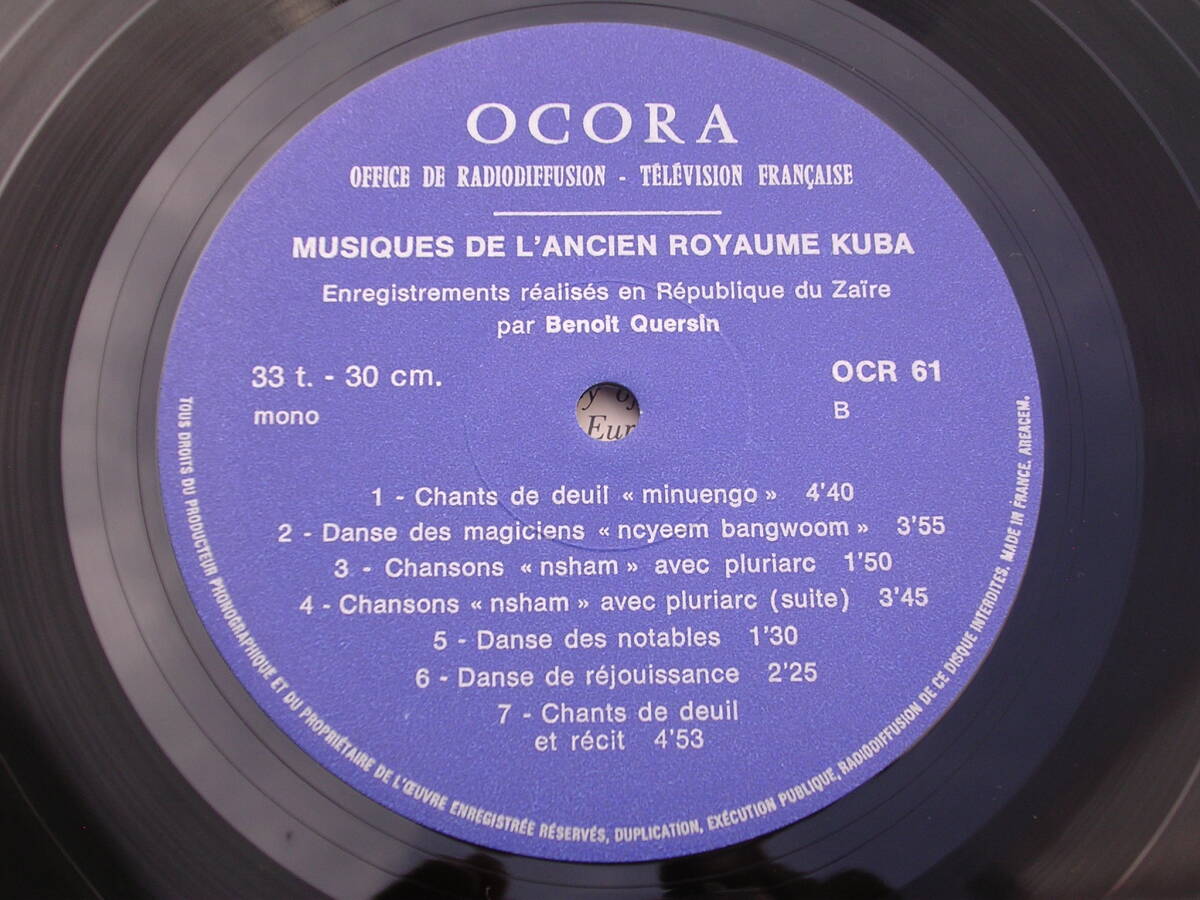 OCORA
OFFICE DE RADIODIFFUSION - TÉLÉVISION FRANÇAISE
MUSIQUES DE L'ANCIEN ROYAUME KUBA
Enregistrements réalisés en République du Zaïre
par Benoit Quersin
33 t. - 30 cm.
OCR 61
mono
B
y of
Eur
1 - Chants de deuil « minuengo » 4'40
2 - Danse des magiciens « ncyeem bangwoom » 3'55
3 - Chansons « nsham » avec pluriarc 1'50
4 - Chansons « nsham » avec pluriarc (suite) 3'45
5 - Danse des notables 1'30
6 - Danse de réjouissance 2'25
7 - Chants de deuil
et récit 4'53
TOUS DROITS DU PRODUCTEUR PHONOGRAPHIQUE ET DU PROPRIÉTAIRE DE L'ŒUVRE ENREGISTRÉE RÉSERVÉS, DUPLICATION, EXÉCUTION PUBLIQUE, RADIODIFFUSION DE CE DISQUE INTERDITES. MADE IN FRANCE. AREACEM.